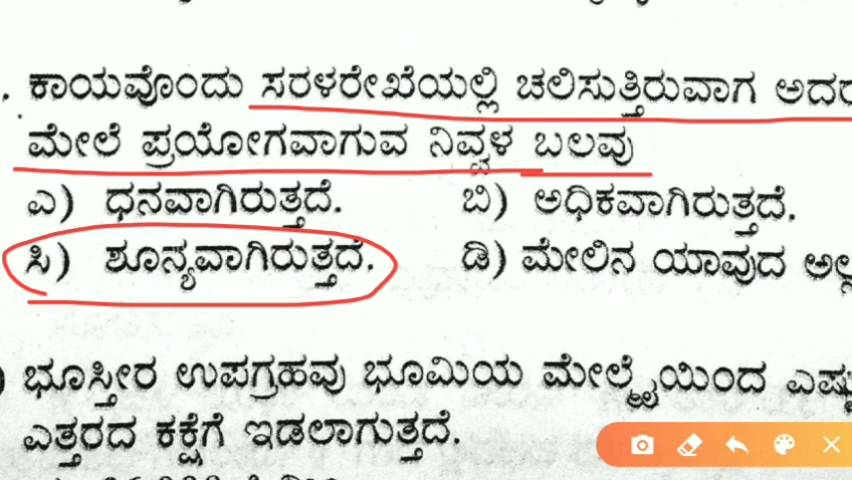 . ಕಾಯವೊಂದು ಸರಳರೇಖೆಯಲ್ಲಿ ಚಲಿಸುತ್ತಿರುವಾಗ
ಮೇಲೆ ಪ್ರಯೋಗವಾಗುವ ನಿವ್ವಳ ಬಲವು
ಎ) ಧನವಾಗಿರುತ್ತದೆ. ಬಿ) ಅಧಿಕವಾಗಿರುತ್ತದೆ.
ಸಿ) ಶೂನ್ಯವಾಗಿರುತ್ತದೆ. ಡಿ) ಮೇಲಿನ ಯಾವುದ
) ಭೂಸ್ತೀರ ಉಪಗ್ರಹವು ಭೂಮಿಯ ಮೇಲ್ಮೈಯಿಂದ
ಎತ್ತರದ ಕಕ್ಷೆಗೆ ಇಡಲಾಗುತ್ತದೆ.